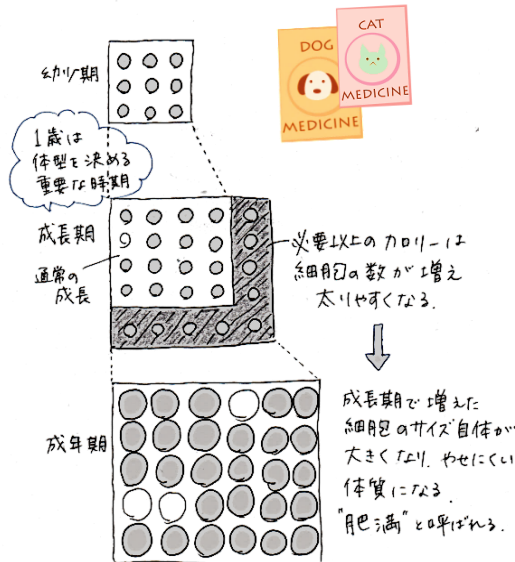 DOG
MEDICINE
CAT
MEDICINE
幼少期
1歳は
体型を決める
重要な時期
成長期
通常の
成長
必要以上のカロリーは
細胞の数が増え
太りやすくなる.
成長期で増えた
細胞のサイズ自体が
大きくなり.やせにくい
体質になる.
"肥満"と呼ばれる.
成年期